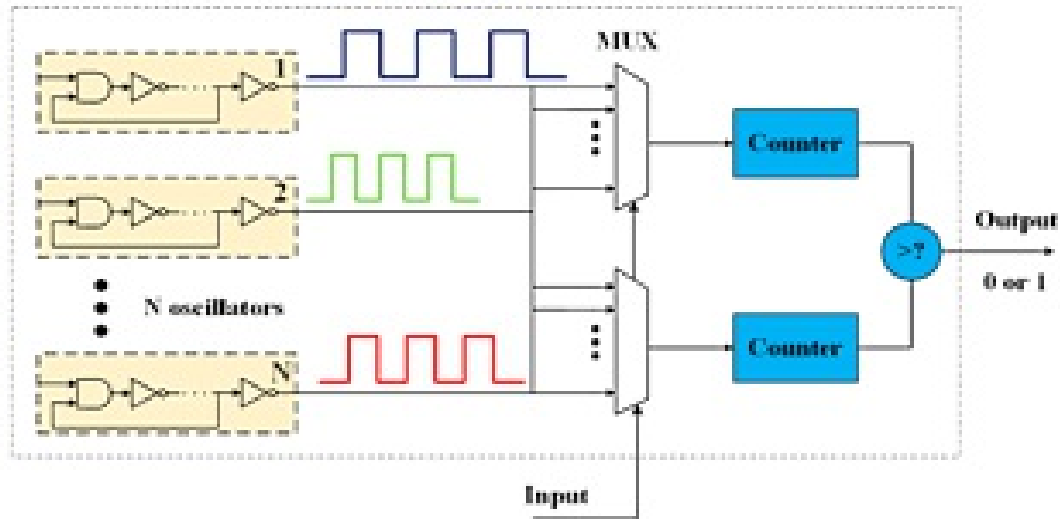 MUX
1
Counter
2
Output
>?
0 or 1
N oscillators
N
Counter
Input